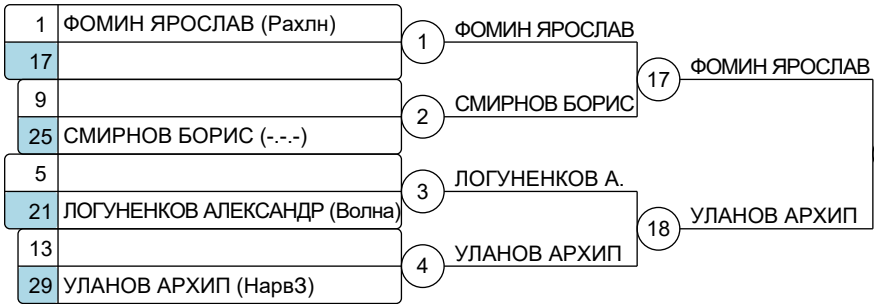 1 ФОМИН ЯРОСЛАВ (Рахлн)
17
9
25 СМИРНОВ БОРИС (-.-.-)
5
21 ЛОГУНЕНКОВ АЛЕКСАНДР (Волна)
13
29 УЛАНОВ АРХИП (Нарв3)
1
2
3
4
ФОМИН ЯРОСЛАВ
СМИРНОВ БОРИС
ЛОГУНЕНКОВ А.
УЛАНОВ АРХИП
17
18
ФОМИН ЯРОСЛАВ
УЛАНОВ АРХИП